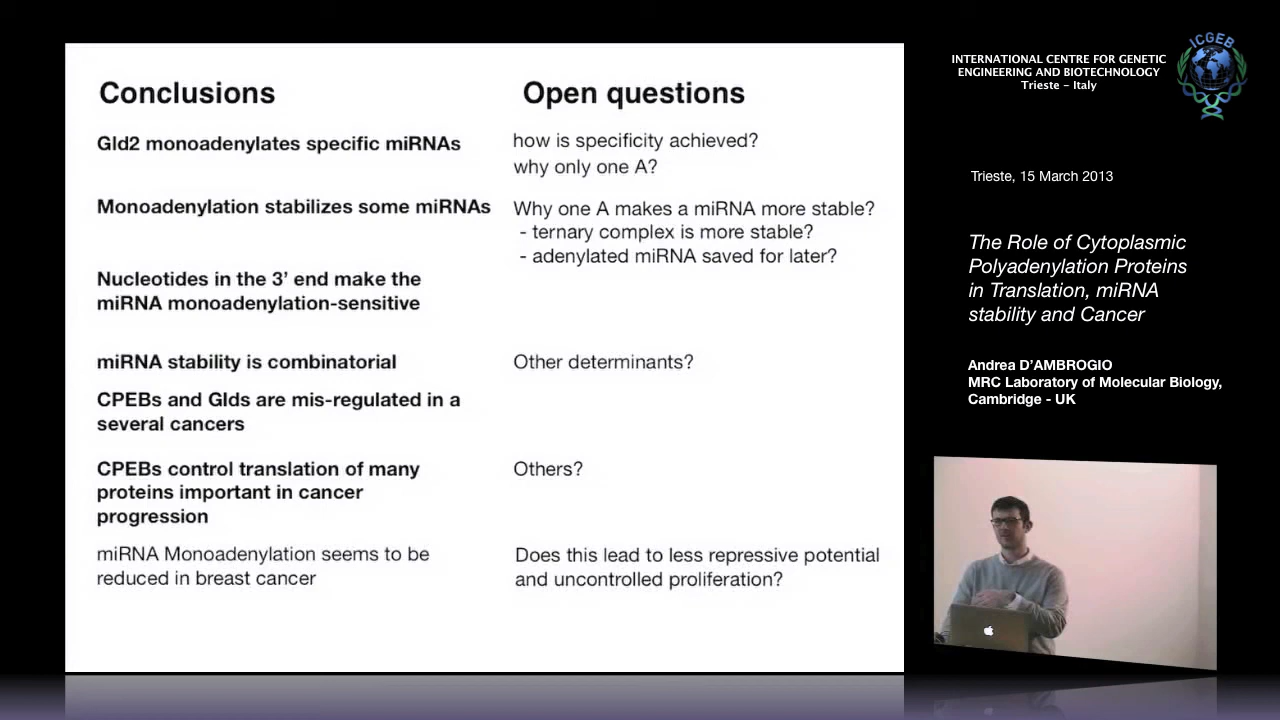 Conclusions
Open questions
Gld2 monoadenylates specific miRNAs
how is specificity achieved?
why only one A?
Monoadenylation stabilizes some miRNAs
Why one A makes a miRNA more stable?
- ternary complex is more stable?
- adenylated miRNA saved for later?
Nucleotides in the 3' end make the
miRNA monoadenylation-sensitive
miRNA stability is combinatorial
Other determinants?
CPEBs and Glds are mis-regulated in a
several cancers
CPEBs control translation of many
proteins important in cancer
progression
Others?
miRNA Monoadenylation seems to be
reduced in breast cancer
Does this lead to less repressive potential
and uncontrolled proliferation?
INTERNATIONAL CENTRE FOR GENETIC
ENGINEERING AND BIOTECHNOLOGY
Trieste - Italy
ICGEB
Trieste, 15 March 2013
The Role of Cytoplasmic
Polyadenylation Proteins
in Translation, miRNA
stability and Cancer
Andrea D'AMBROGIO
MRC Laboratory of Molecular Biology,
Cambridge - UK